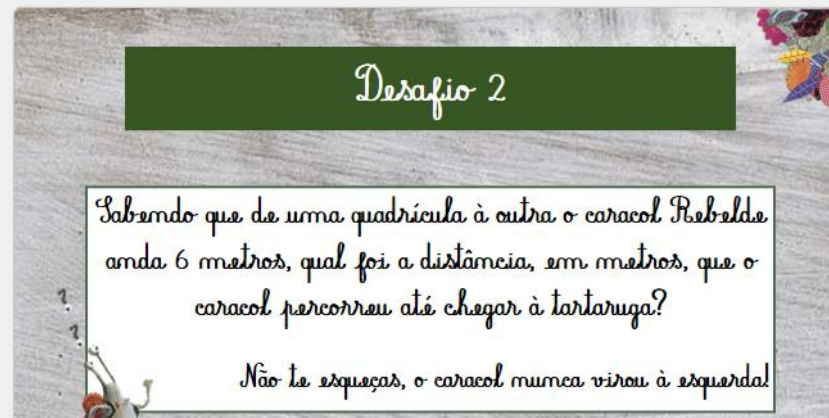 Desafio 2
Sabendo que de uma quadrícula à outra o caracol Rebelde
anda 6 metros, qual foi a distância, em metros, que o
caracol percorreu até chegar à tartaruga?
?
?
Não te esqueças, o caracol nunca virou à esquerda!